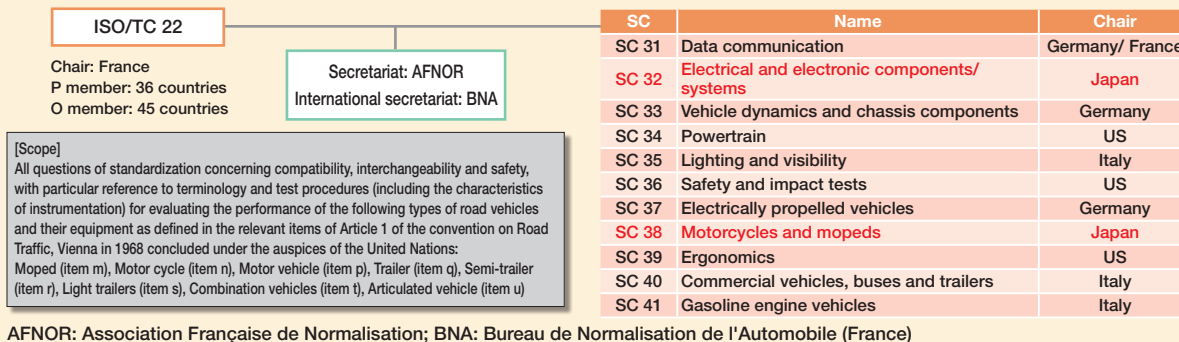 ISO/TC 22
Chair: France
P member: 36 countries
O member: 45 countries
Secretariat: AFNOR
International secretariat: BNA
[Scope]
All questions of standardization concerning compatibility, interchangeability and safety,
with particular reference to terminology and test procedures (including the characteristics
of instrumentation) for evaluating the performance of the following types of road vehicles
and their equipment as defined in the relevant items of Article 1 of the convention on Road
Traffic, Vienna in 1968 concluded under the auspices of the United Nations:
Moped (item m), Motor cycle (item n), Motor vehicle (item p), Trailer (item q), Semi-trailer
(item r), Light trailers (item s), Combination vehicles (item t), Articulated vehicle (item u)
SC Name Chair
SC 31 Data communication Germany/ France
SC 32 Electrical and electronic components/
systems Japan
SC 33 Vehicle dynamics and chassis components Germany
SC 34 Powertrain US
SC 35 Lighting and visibility Italy
SC 36 Safety and impact tests US
SC 37 Electrically propelled vehicles Germany
SC 38 Motorcycles and mopeds Japan
SC 39 Ergonomics US
SC 40 Commercial vehicles, buses and trailers Italy
SC 41 Gasoline engine vehicles Italy
AFNOR: Association Française de Normalisation; BNA: Bureau de Normalisation de l'Automobile (France)